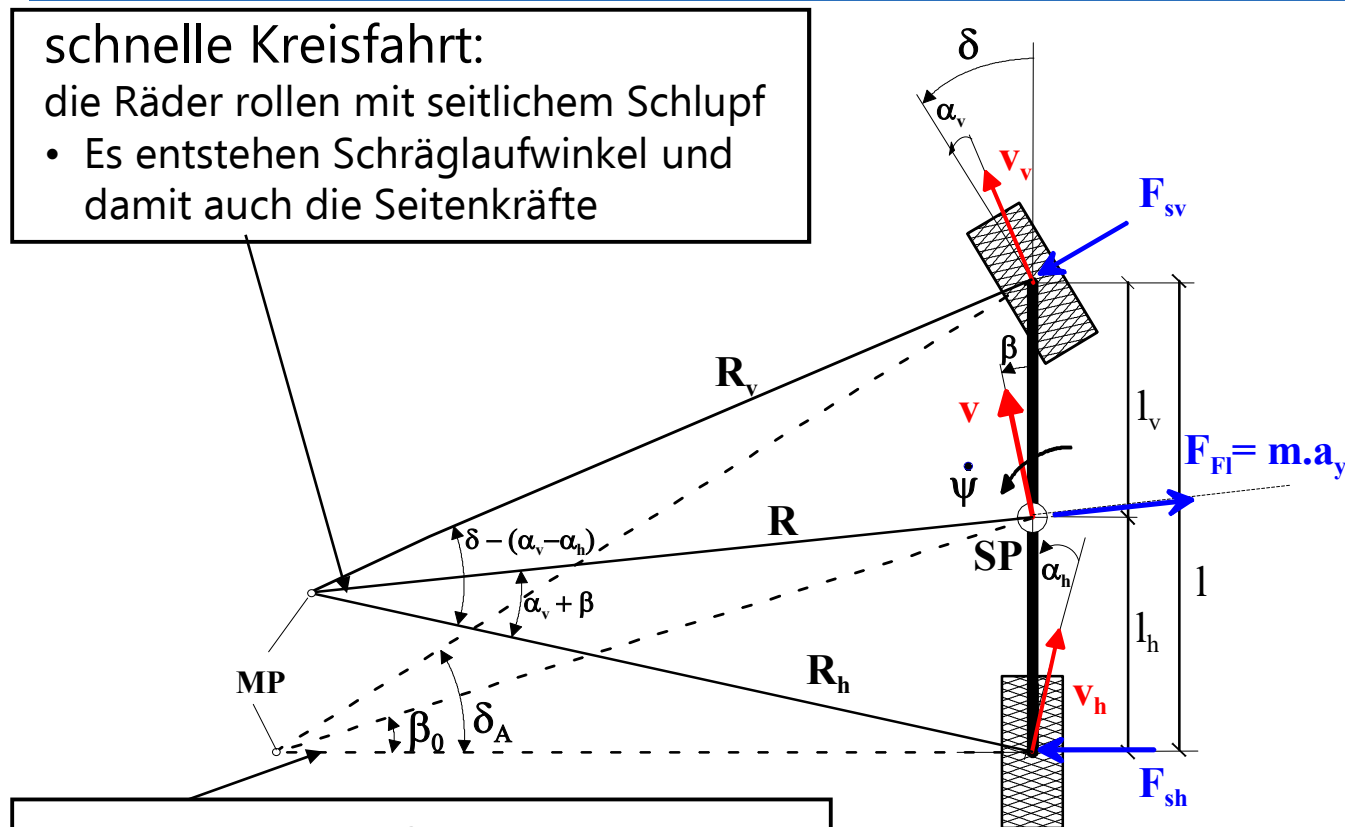 schnelle Kreisfahrt:
die Räder rollen mit seitlichem Schlupf
• Es entstehen Schräglaufwinkel und
damit auch die Seitenkräfte
δ
αv
vv
Fsv
β
Rv
v
lv
FFl= m.ay
ψ̇
R
SP
δ – (αv–αh)
αh
l
αv + β
lh
MP
Rh
vh
β0
δA
Fsh